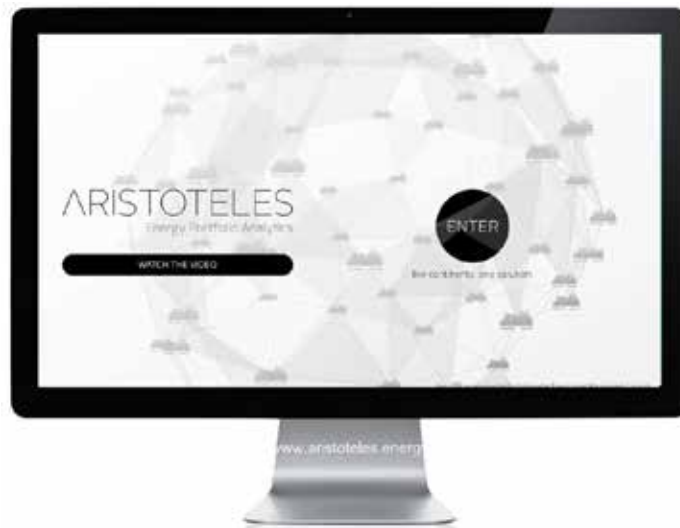 ARISTOTELES
Energy Portfolio Analytics
WATCH THE VIDEO
ENTER
www.aristoteles.energy